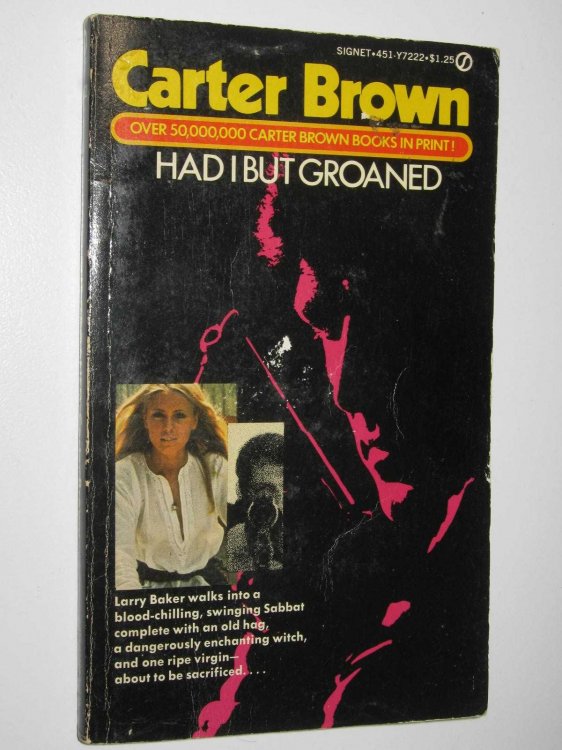 SIGNET•451-Y7222•$1.25
Carter Brown
OVER 50,000,000 CARTER BROWN BOOKS IN PRINT!
HAD I BUT GROANED
Larry Baker walks into a
blood-chilling, swinging Sabbat
complete with an old hag,
a dangerously enchanting witch,
and one ripe virgin—
about to be sacrificed. . . .